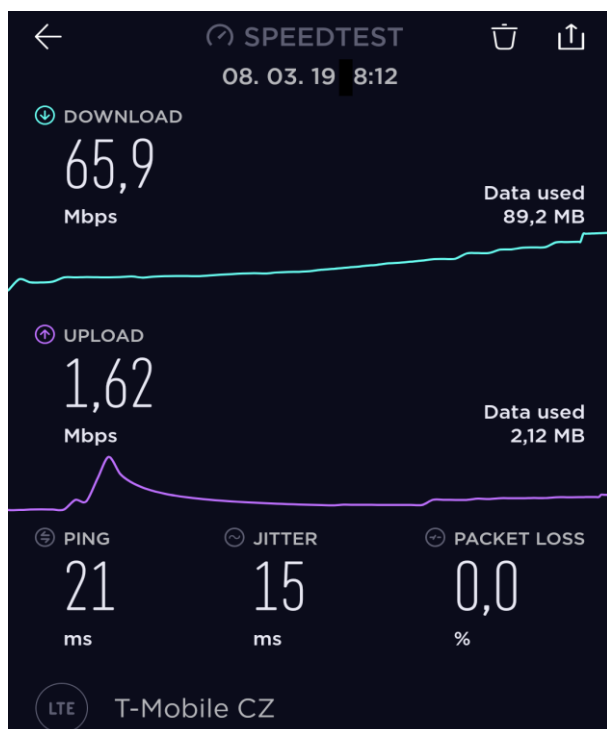 SPEEDTEST
08. 03. 19 8:12
DOWNLOAD
65,9
Mbps
Data used
89,2 MB
UPLOAD
1,62
Mbps
Data used
2,12 MB
PING
JITTER
PACKET LOSS
21
15
0,0
ms
ms
%
LTE
T-Mobile CZ